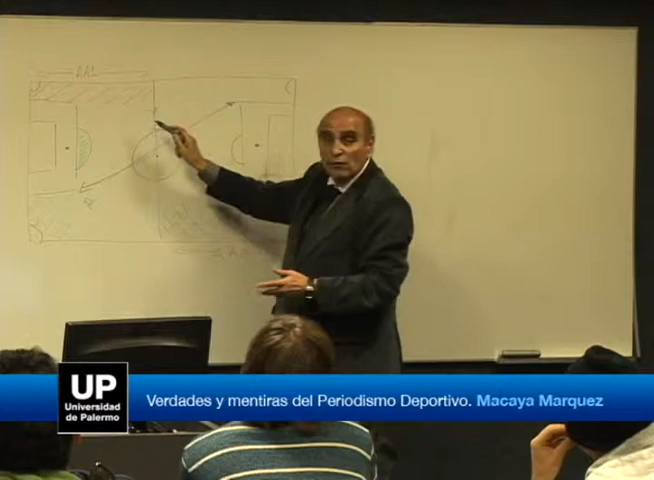 UP
Universidad
de Palermo
Verdades y mentiras del Periodismo Deportivo. Macaya Marquez